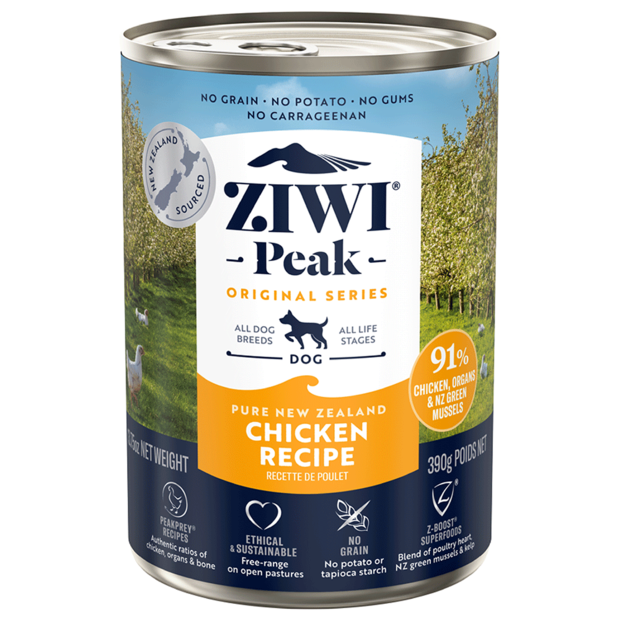 NO GRAIN • NO POTATO • NO GUMS
NO CARRAGEENAN
NEW ZEALAND
SOURCED
ZIWI®
- Peak -
ORIGINAL SERIES
ALL DOG
BREEDS
ALL LIFE
STAGES
DOG
91%
CHICKEN, ORGANS
& NZ GREEN
MUSSELS
PURE NEW ZEALAND
CHICKEN
RECIPE
RECETTE DE POULET
NET WEIGHT
390g POIDS NET
PEAKPREY®
RECIPES
Authentic ratios of
chicken, organs & bone
ETHICAL
& SUSTAINABLE
Free-range
on open pastures
NO
GRAIN
No potato or
tapioca starch
Z-BOOST®
SUPERFOODS
Blend of poultry heart,
NZ green mussels & kelp